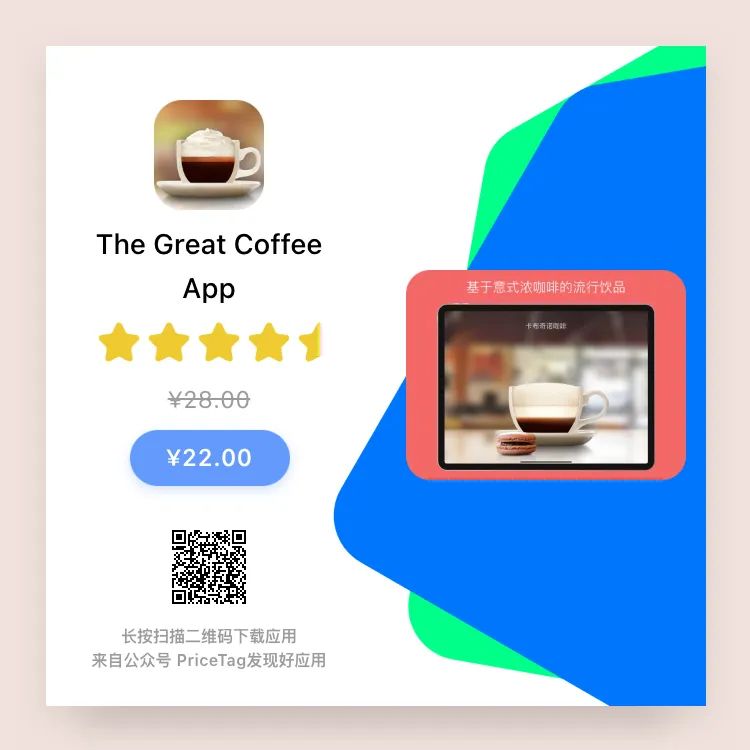 The Great Coffee
App
¥28.00
¥22.00
长按扫描二维码下载应用
来自公众号 PriceTag发现好应用
基于意式浓咖啡的流行饮品
卡布奇诺咖啡